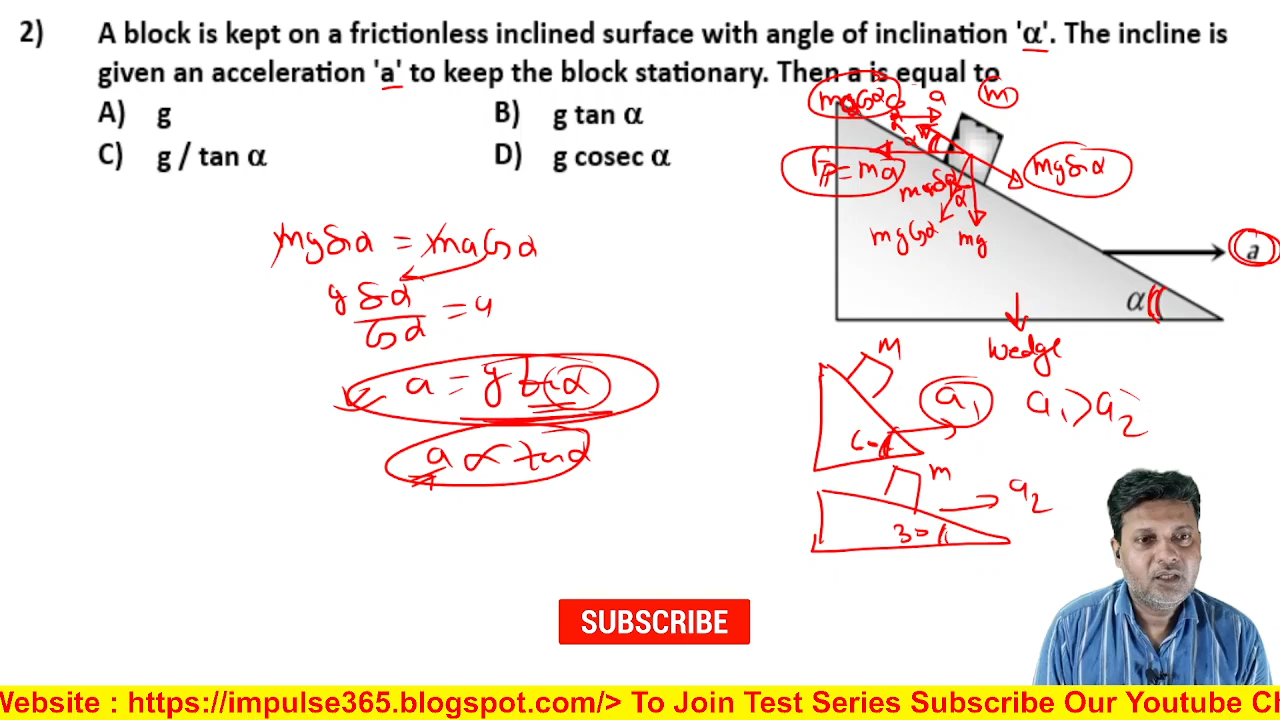 2) A block is kept on a frictionless inclined surface with angle of inclination 'α'. The incline is
given an acceleration 'a' to keep the block stationary. Then a is equal to
A) g
B) g tan α
C) g / tan α
D) g cosec α
a
m
α
mg sin α
mg cos α
mg
a
α
wedge
mg sin α = ma cos α
g sin α / cos α = a
a = g tan α
a ∝ tan α
M
a₁
a₁ > a₂
60
m
a₂
30
SUBSCRIBE
Website : https://impulse365.blogspot.com/> To Join Test Series Subscribe Our Youtube Ch